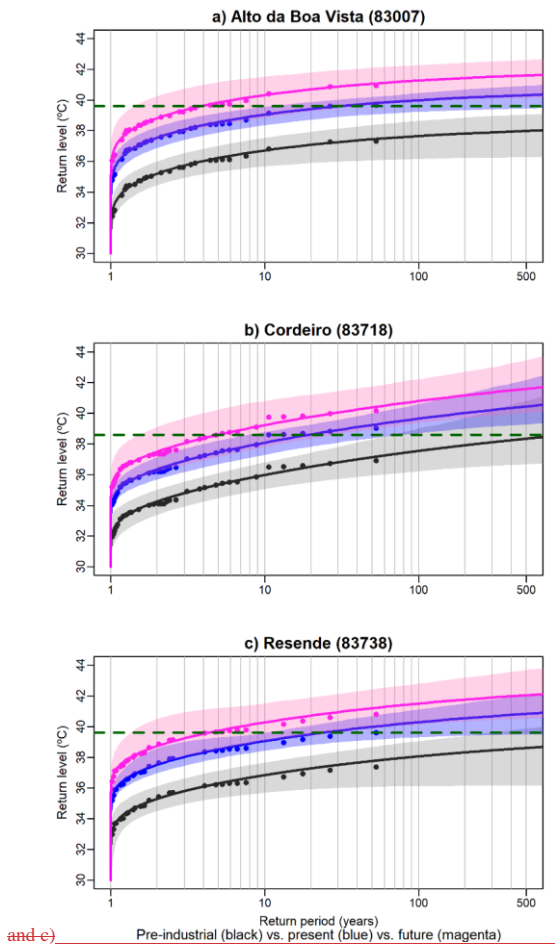 a) Alto da Boa Vista (83007)
Return level (ºC)
30 32 34 36 38 40 42 44
1 10 100 500
b) Cordeiro (83718)
Return level (ºC)
30 32 34 36 38 40 42 44
1 10 100 500
c) Resende (83738)
Return level (ºC)
30 32 34 36 38 40 42 44
1 10 100 500
Return period (years)
and c) Pre-industrial (black) vs. present (blue) vs. future (magenta)